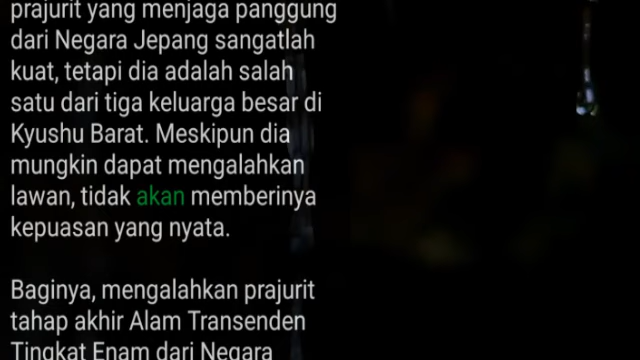 prajurit yang menjaga panggung
dari Negara Jepang sangatlah
kuat, tetapi dia adalah salah
satu dari tiga keluarga besar di
Kyushu Barat. Meskipun dia
mungkin dapat mengalahkan
lawan, tidak akan memberinya
kepuasan yang nyata.
Baginya, mengalahkan prajurit
tahap akhir Alam Transenden
Tingkat Enam dari Negara